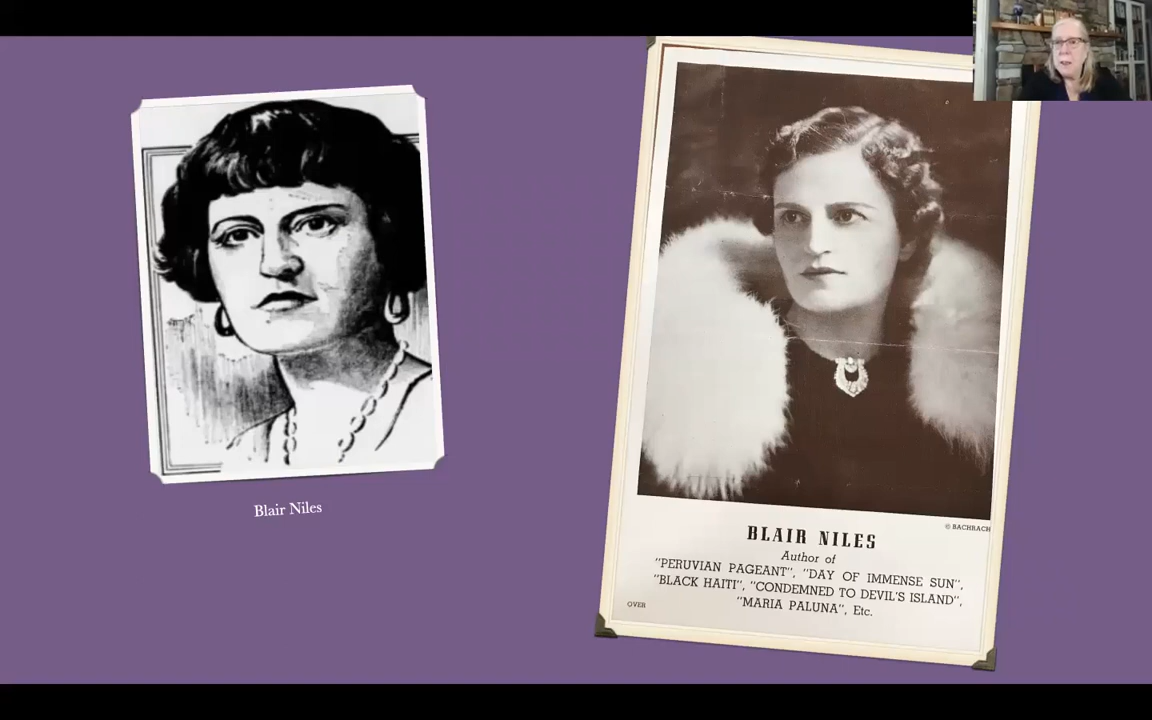 Blair Niles
© BACHRACH
BLAIR NILES
Author of
"PERUVIAN PAGEANT", "DAY OF IMMENSE SUN",
"BLACK HAITI", "CONDEMNED TO DEVIL'S ISLAND",
"MARIA PALUNA", Etc.
OVER